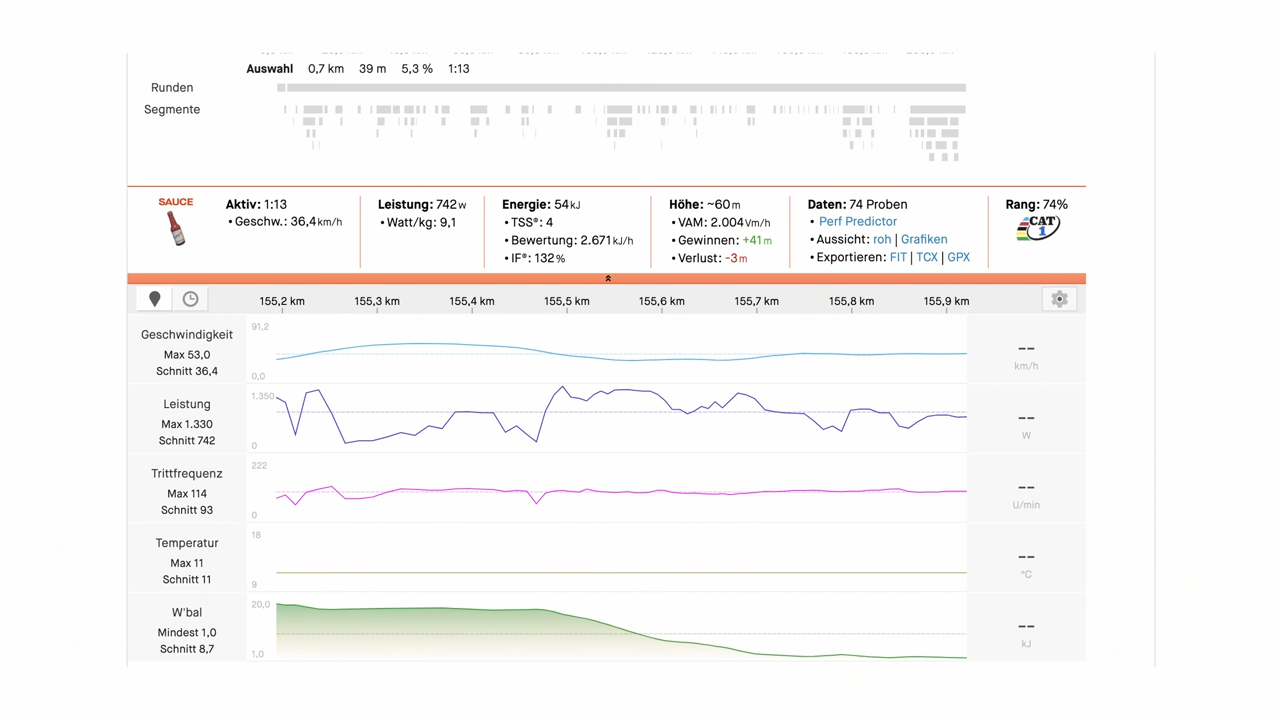 Auswahl 0,7 km 39 m 5,3 % 1:13
Runden
Segmente
SAUCE
Aktiv: 1:13
• Geschw.: 36,4 km/h
Leistung: 742 w
• Watt/kg: 9,1
Energie: 54 kJ
• TSS®: 4
• Bewertung: 2.671 kJ/h
• IF®: 132 %
Höhe: ~60 m
• VAM: 2.004 Vm/h
• Gewinnen: +41 m
• Verlust: -3 m
Daten: 74 Proben
• Perf Predictor
• Aussicht: roh | Grafiken
• Exportieren: FIT | TCX | GPX
Rang: 74%
CAT
1
155,2 km 155,3 km 155,4 km 155,5 km 155,6 km 155,7 km 155,8 km 155,9 km
Geschwindigkeit
Max 53,0
Schnitt 36,4
91,2
0,0
--
km/h
Leistung
Max 1.330
Schnitt 742
1.350
0
--
W
Trittfrequenz
Max 114
Schnitt 93
222
0
--
U/min
Temperatur
Max 11
Schnitt 11
18
9
--
°C
W'bal
Mindest 1,0
Schnitt 8,7
20,0
1,0
--
kJ